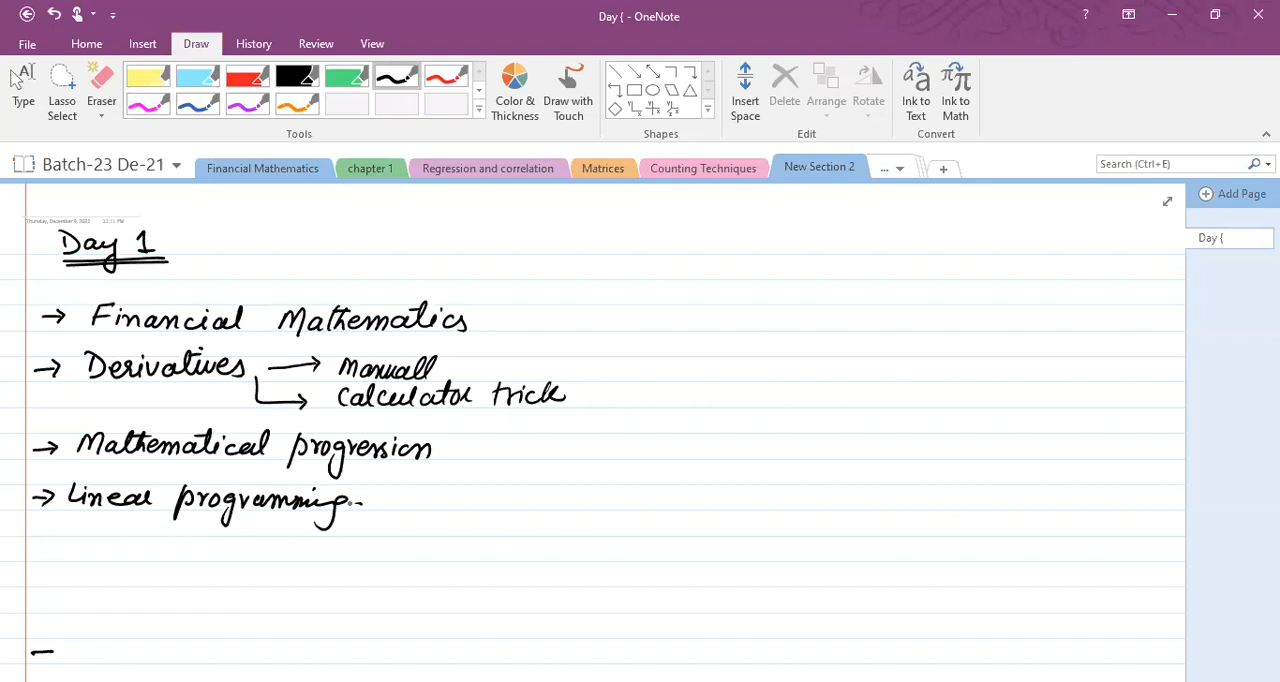 Day { - OneNote
?
File Home Insert Draw History Review View
Type
Lasso Select
Eraser
Color & Thickness
Draw with Touch
Insert Space
Delete
Arrange
Rotate
Ink to Text
Ink to Math
Tools
Shapes
Edit
Convert
Batch-23 De-21
Financial Mathematics
chapter 1
Regression and correlation
Matrices
Counting Techniques
New Section 2
...
Search (Ctrl+E)
Add Page
Day {
Day 1
→ Financial Mathematics
→ Derivatives → Manuall
→ Calculator trick
→ Mathematical progression
→ Linear programming